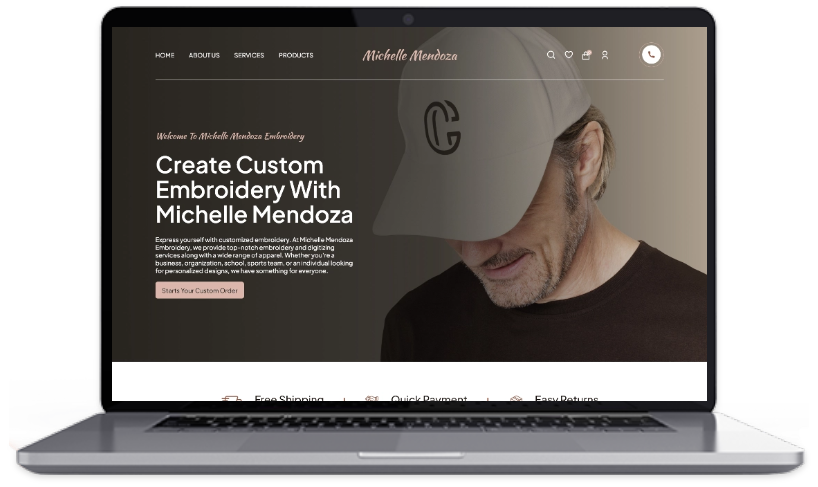 HOME ABOUT US SERVICES PRODUCTS Michelle Mendoza
Welcome To Michelle Mendoza Embroidery
C
Create Custom
Embroidery With
Michelle Mendoza
Express yourself with customized embroidery. At Michelle Mendoza
Embroidery, we provide top-notch embroidery and digitizing
services along with a wide range of apparel. Whether you're a
business, organization, school, sports team, or an individual looking
for personalized designs, we have something for everyone.
Starts Your Custom Order
Free Shipping Quick Payment Easy Returns